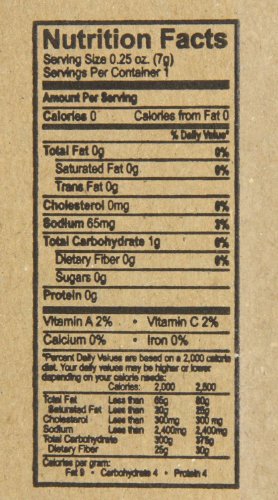 Nutrition Facts
Serving Size 0.25 oz. (7g)
Servings Per Container 1
Amount Per Serving
Calories 0 Calories from Fat 0
% Daily Value*
Total Fat 0g 0%
Saturated Fat 0g 0%
Trans Fat 0g
Cholesterol 0mg 0%
Sodium 65mg 3%
Total Carbohydrate 1g 0%
Dietary Fiber 0g 0%
Sugars 0g
Protein 0g
Vitamin A 2% • Vitamin C 2%
Calcium 0% • Iron 0%
*Percent Daily Values are based on a 2,000 calorie
diet. Your daily values may be higher or lower
depending on your calorie needs:
Calories: 2,000 2,500
Total Fat Less than 65g 80g
Saturated Fat Less than 20g 25g
Cholesterol Less than 300mg 300 mg
Sodium Less than 2,400mg 2,400mg
Total Carbohydrate 300g 375g
Dietary Fiber 25g 30g
Calories per gram:
Fat 9 • Carbohydrate 4 • Protein 4